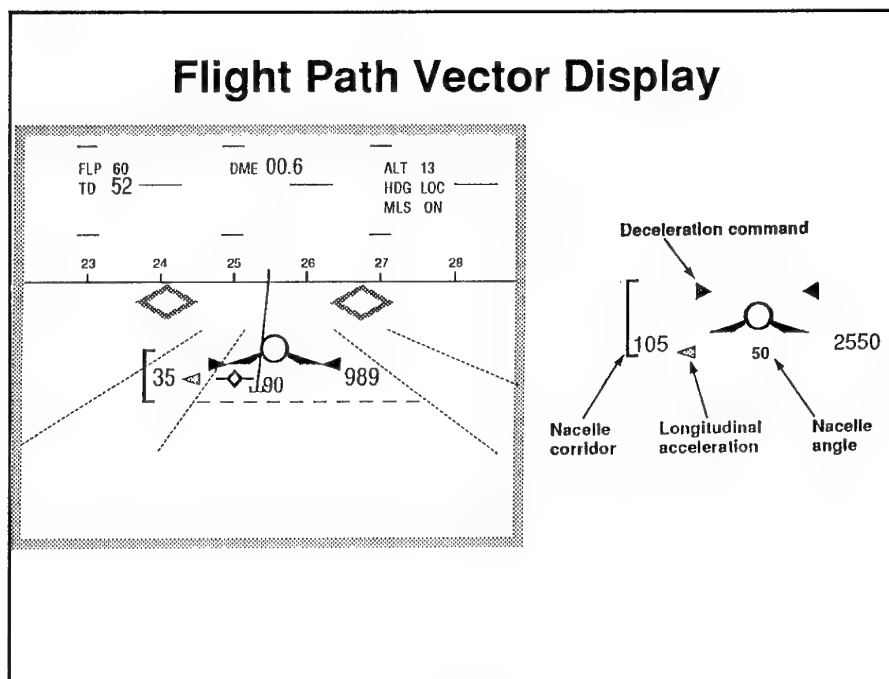 Flight Path Vector Display
FLP 60
TD 52
DME 00.6
ALT 13
HDG LOC
MLS ON
23 24 25 26 27 28
35
90
989
Deceleration command
105
50
2550
Nacelle corridor
Longitudinal acceleration
Nacelle angle